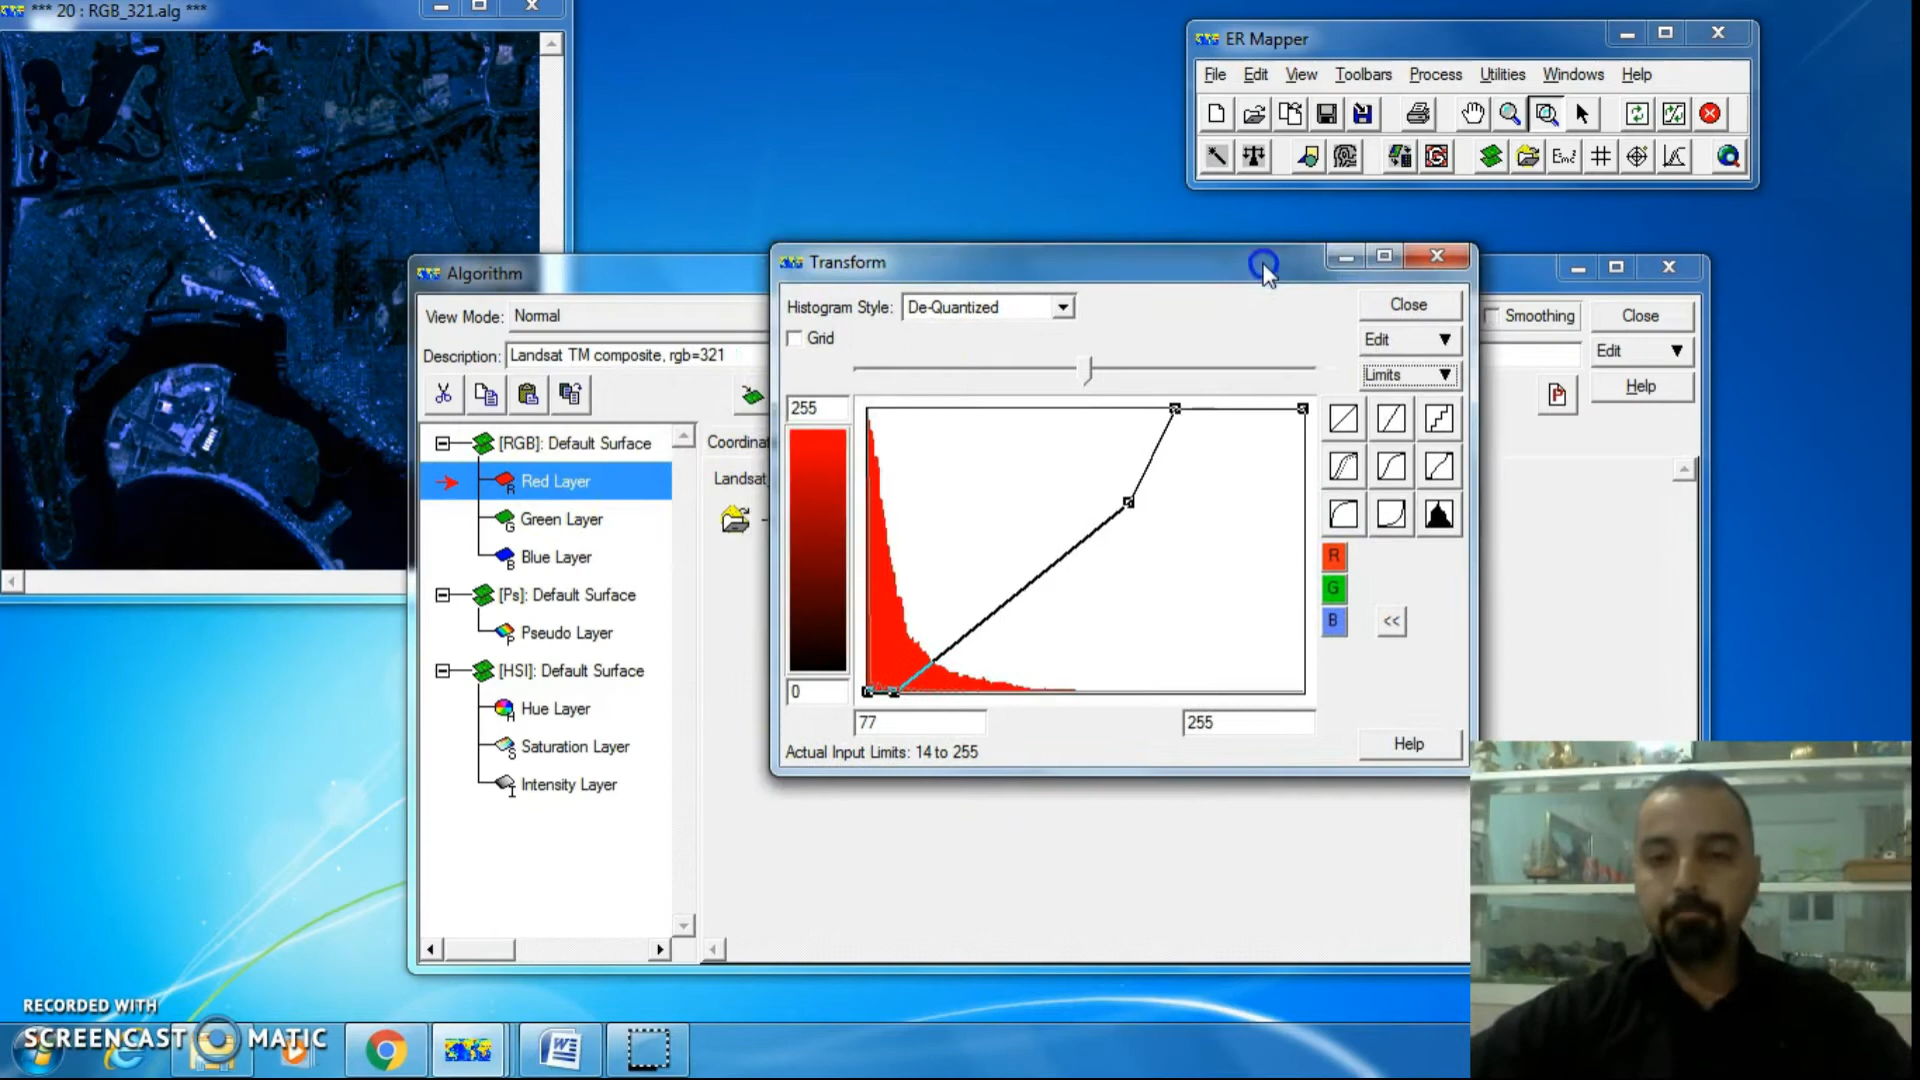 *** 20 : RGB_321.alg ***
ER Mapper
File Edit View Toolbars Process Utilities Windows Help
Emc²
Algorithm
View Mode: Normal
Description: Landsat TM composite, rgb=321
Smoothing
Close
Edit
Help
[RGB]: Default Surface
Red Layer
Green Layer
Blue Layer
[Ps]: Default Surface
Pseudo Layer
[HSI]: Default Surface
Hue Layer
Saturation Layer
Intensity Layer
Landsat
Transform
Histogram Style: De-Quantized
Grid
Close
Edit
Limits
255
0
77
255
Actual Input Limits: 14 to 255
R
G
B
<<
Help
RECORDED WITH
SCREENCAST MATIC